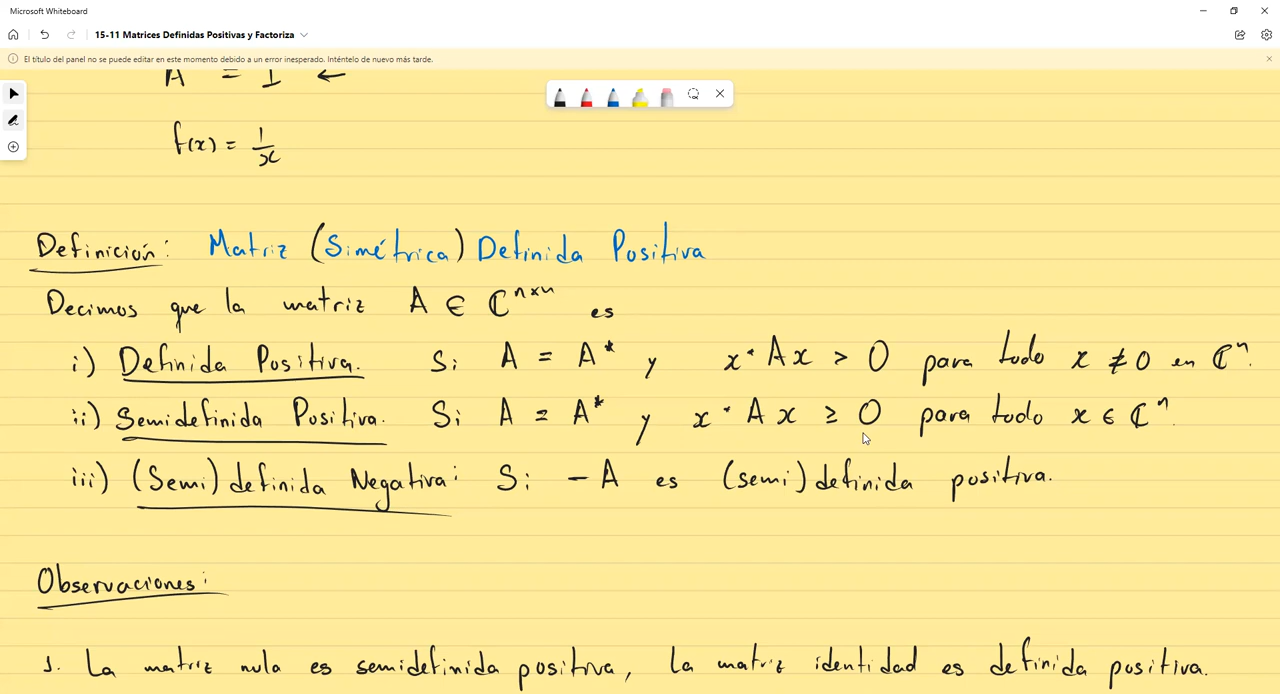 Microsoft Whiteboard
15-11 Matrices Definidas Positivas y Factoriza
El título del panel no se puede editar en este momento debido a un error inesperado. Inténtelo de nuevo más tarde.
A = I ←
f(x) = 1/x
Definición: Matriz (Simétrica) Definida Positiva
Decimos que la matriz A ∈ ℂⁿˣⁿ es
i) Definida Positiva. Si A = A* y x* A x > 0 para todo x ≠ 0 en ℂⁿ.
ii) Semidefinida Positiva. Si A = A* y x* A x ≥ 0 para todo x ∈ ℂⁿ.
iii) (Semi) definida Negativa: Si -A es (semi) definida positiva.
Observaciones:
1. La matriz nula es semidefinida positiva, la matriz identidad es definida positiva.